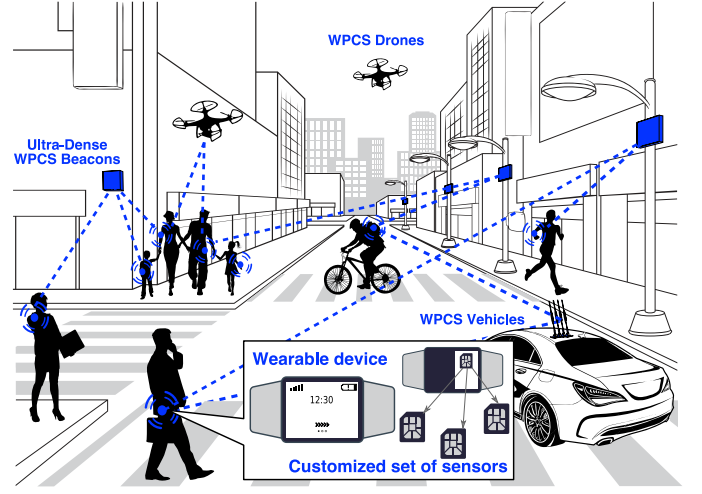 WPCS Drones
Ultra-Dense
WPCS Beacons
WPCS Vehicles
Wearable device
12:30
Customized set of sensors